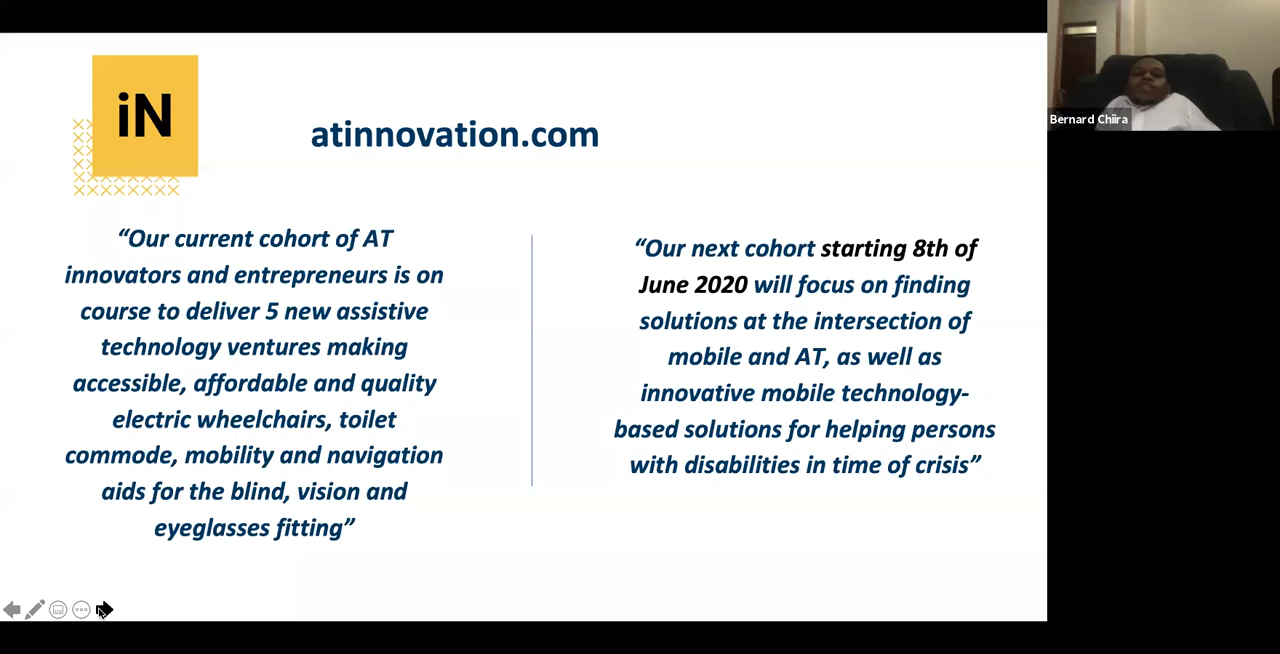 iN
atinnovation.com
“Our current cohort of AT
innovators and entrepreneurs is on
course to deliver 5 new assistive
technology ventures making
accessible, affordable and quality
electric wheelchairs, toilet
commode, mobility and navigation
aids for the blind, vision and
eyeglasses fitting”
“Our next cohort starting 8th of
June 2020 will focus on finding
solutions at the intersection of
mobile and AT, as well as
innovative mobile technology-
based solutions for helping persons
with disabilities in time of crisis”
Bernard Chiira